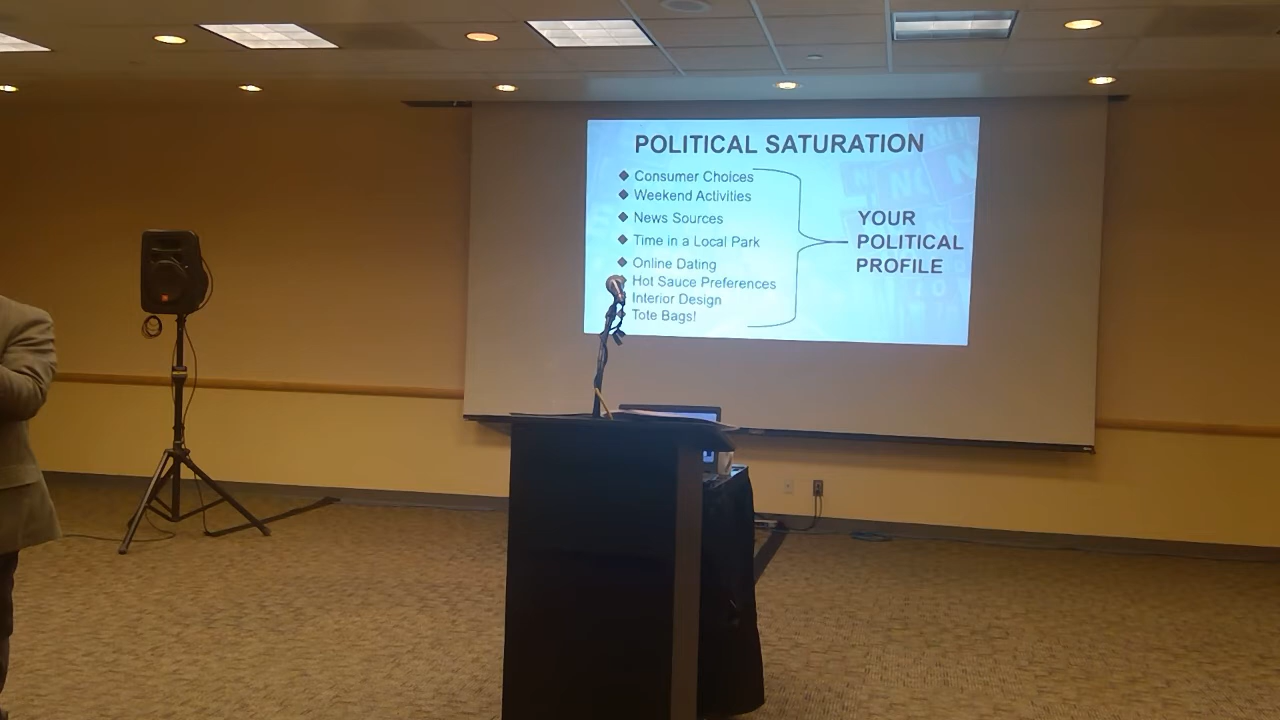 POLITICAL SATURATION
Consumer Choices
Weekend Activities
News Sources
Time in a Local Park
Online Dating
Hot Sauce Preferences
Interior Design
Tote Bags!
YOUR
POLITICAL
PROFILE